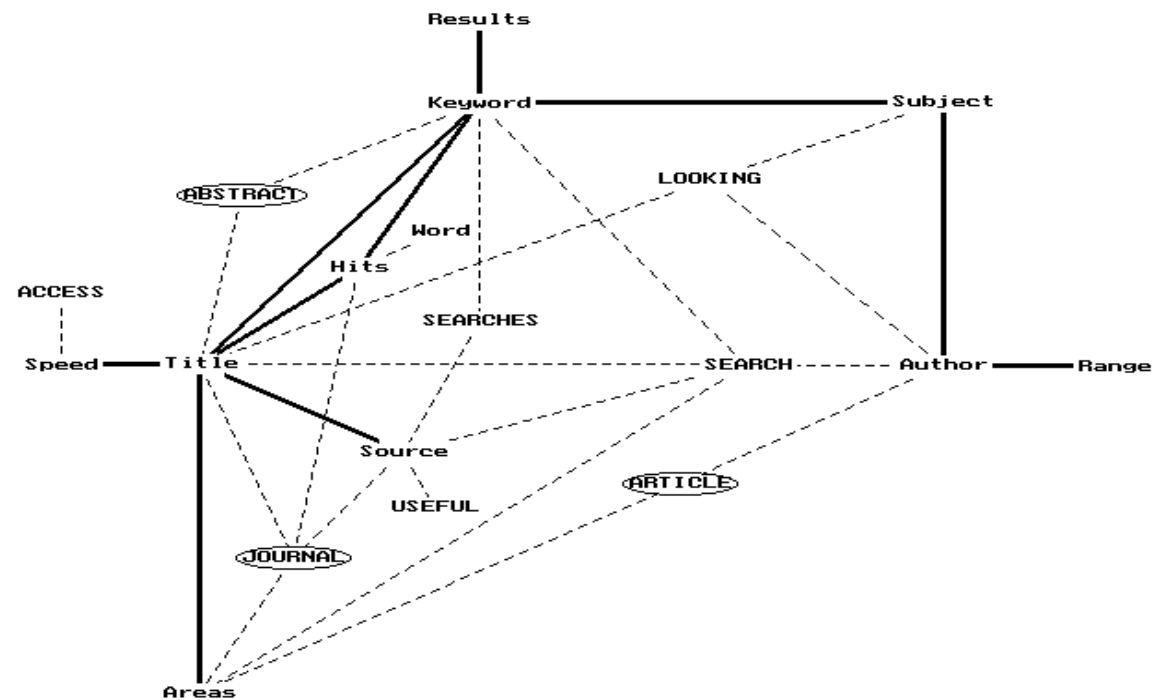 Results
Keyword
Subject
LOOKING
ABSTRACT
Word
Hits
ACCESS
SEARCHES
Speed
Title
SEARCH
Author
Range
Source
ARTICLE
USEFUL
JOURNAL
Areas